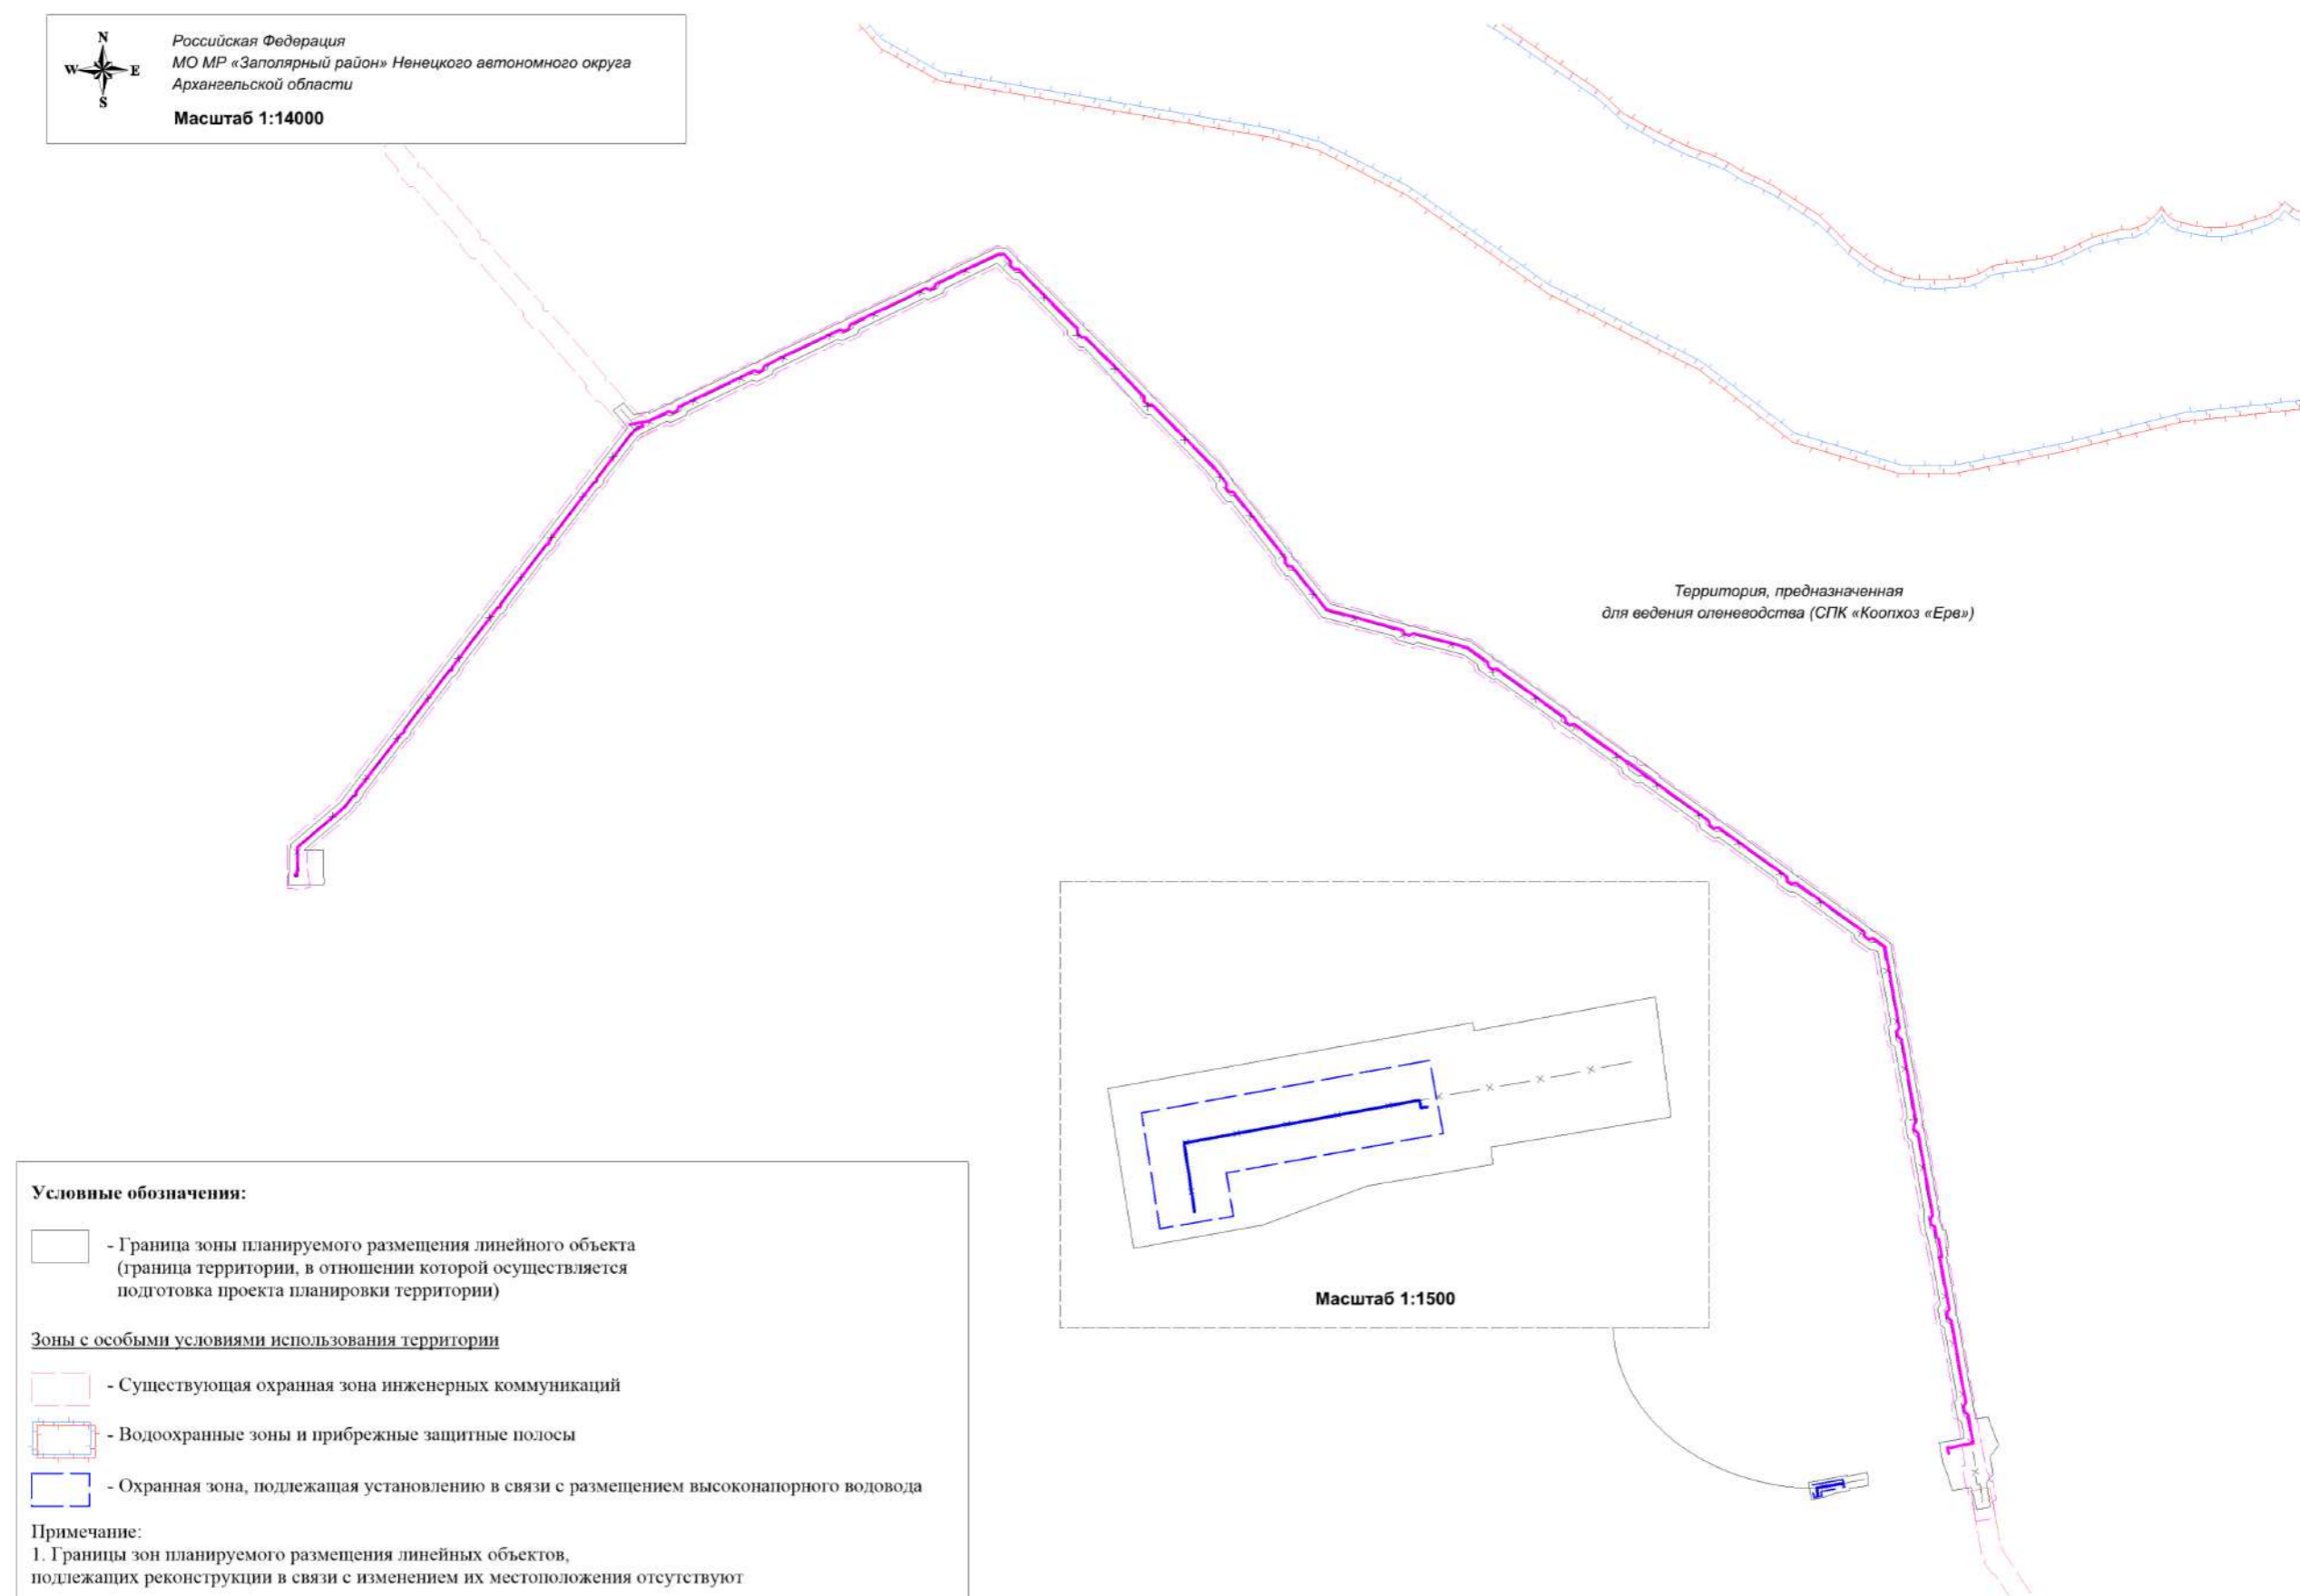 N
W E
S
Российская Федерация
МО МР «Заполярный район» Ненецкого автономного округа
Архангельской области
Масштаб 1:14000
Территория, предназначенная
для ведения оленеводства (СПК «Коопхоз «Ерв»)
Масштаб 1:1500
Условные обозначения:
- Граница зоны планируемого размещения линейного объекта
(граница территории, в отношении которой осуществляется
подготовка проекта планировки территории)
Зоны с особыми условиями использования территории
- Существующая охранная зона инженерных коммуникаций
- Водоохранные зоны и прибрежные защитные полосы
- Охранная зона, подлежащая установлению в связи с размещением высоконапорного водовода
Примечание:
1. Границы зон планируемого размещения линейных объектов,
подлежащих реконструкции в связи с изменением их местоположения отсутствуют